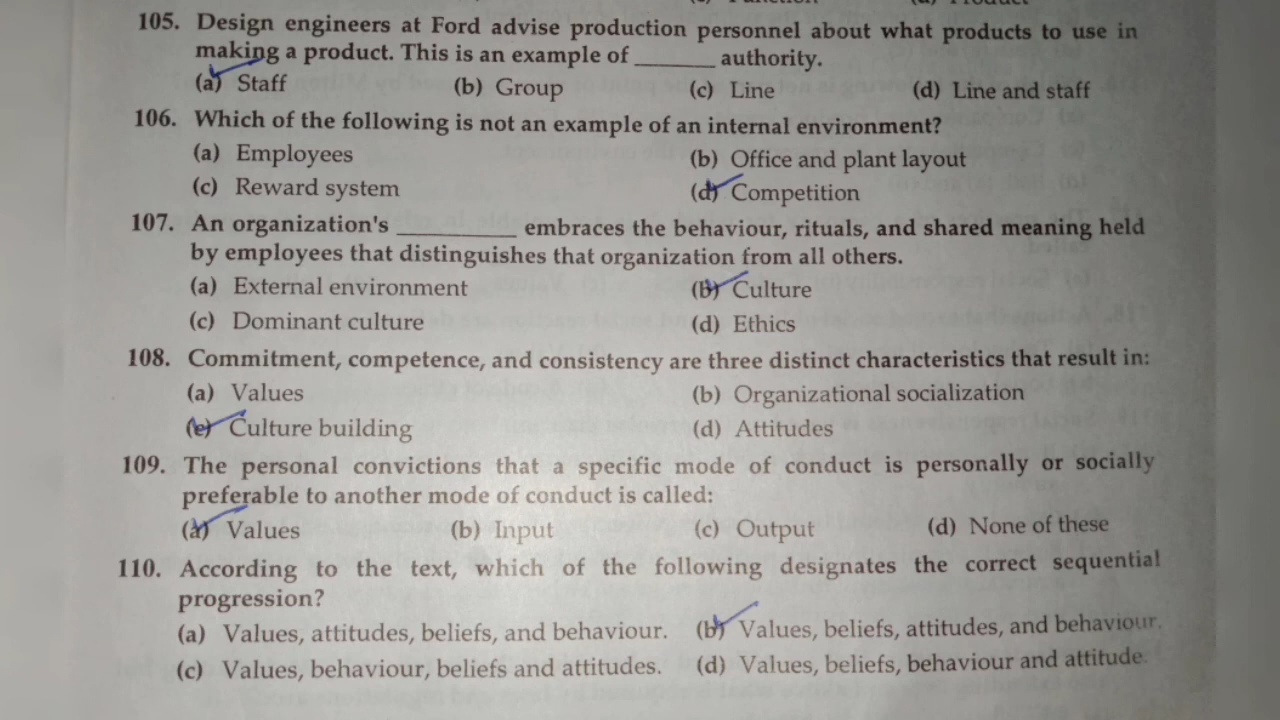 105. Design engineers at Ford advise production personnel about what products to use in
making a product. This is an example of _______ authority.
(a) Staff (b) Group (c) Line (d) Line and staff
106. Which of the following is not an example of an internal environment?
(a) Employees (b) Office and plant layout
(c) Reward system (d) Competition
107. An organization's __________ embraces the behaviour, rituals, and shared meaning held
by employees that distinguishes that organization from all others.
(a) External environment (b) Culture
(c) Dominant culture (d) Ethics
108. Commitment, competence, and consistency are three distinct characteristics that result in:
(a) Values (b) Organizational socialization
(c) Culture building (d) Attitudes
109. The personal convictions that a specific mode of conduct is personally or socially
preferable to another mode of conduct is called:
(a) Values (b) Input (c) Output (d) None of these
110. According to the text, which of the following designates the correct sequential
progression?
(a) Values, attitudes, beliefs, and behaviour. (b) Values, beliefs, attitudes, and behaviour.
(c) Values, behaviour, beliefs and attitudes. (d) Values, beliefs, behaviour and attitude.